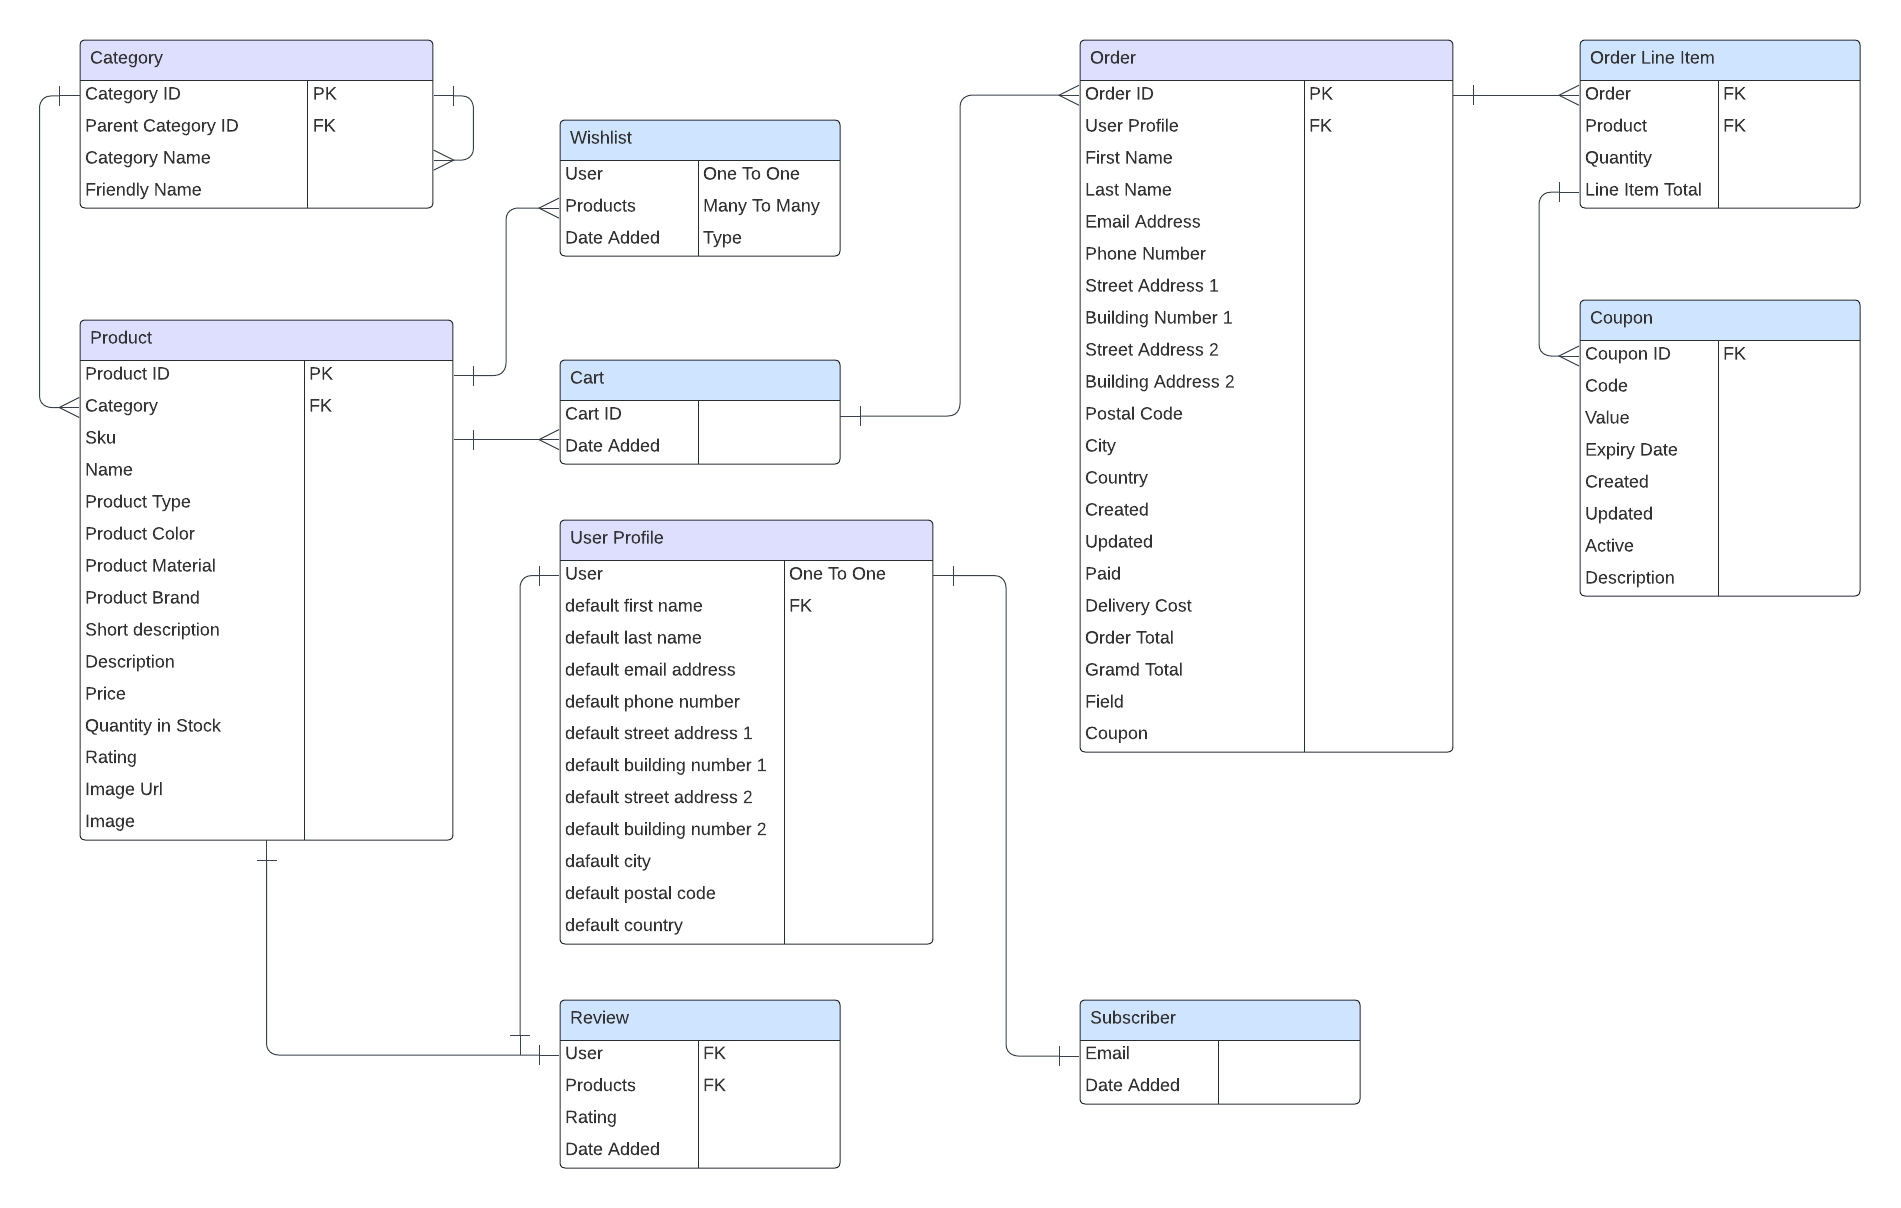 Category
Category ID PK
Parent Category ID FK
Category Name
Friendly Name
Product
Product ID PK
Category FK
Sku
Name
Product Type
Product Color
Product Material
Product Brand
Short description
Description
Price
Quantity in Stock
Rating
Image Url
Image
Wishlist
User One To One
Products Many To Many
Date Added Type
Cart
Cart ID
Date Added
User Profile
User One To One
default first name FK
default last name
default email address
default phone number
default street address 1
default building number 1
default street address 2
default building number 2
dafault city
default postal code
default country
Review
User FK
Products FK
Rating
Date Added
Order
Order ID PK
User Profile FK
First Name
Last Name
Email Address
Phone Number
Street Address 1
Building Number 1
Street Address 2
Building Address 2
Postal Code
City
Country
Created
Updated
Paid
Delivery Cost
Order Total
Gramd Total
Field
Coupon
Subscriber
Email
Date Added
Order Line Item
Order FK
Product FK
Quantity
Line Item Total
Coupon
Coupon ID FK
Code
Value
Expiry Date
Created
Updated
Active
Description